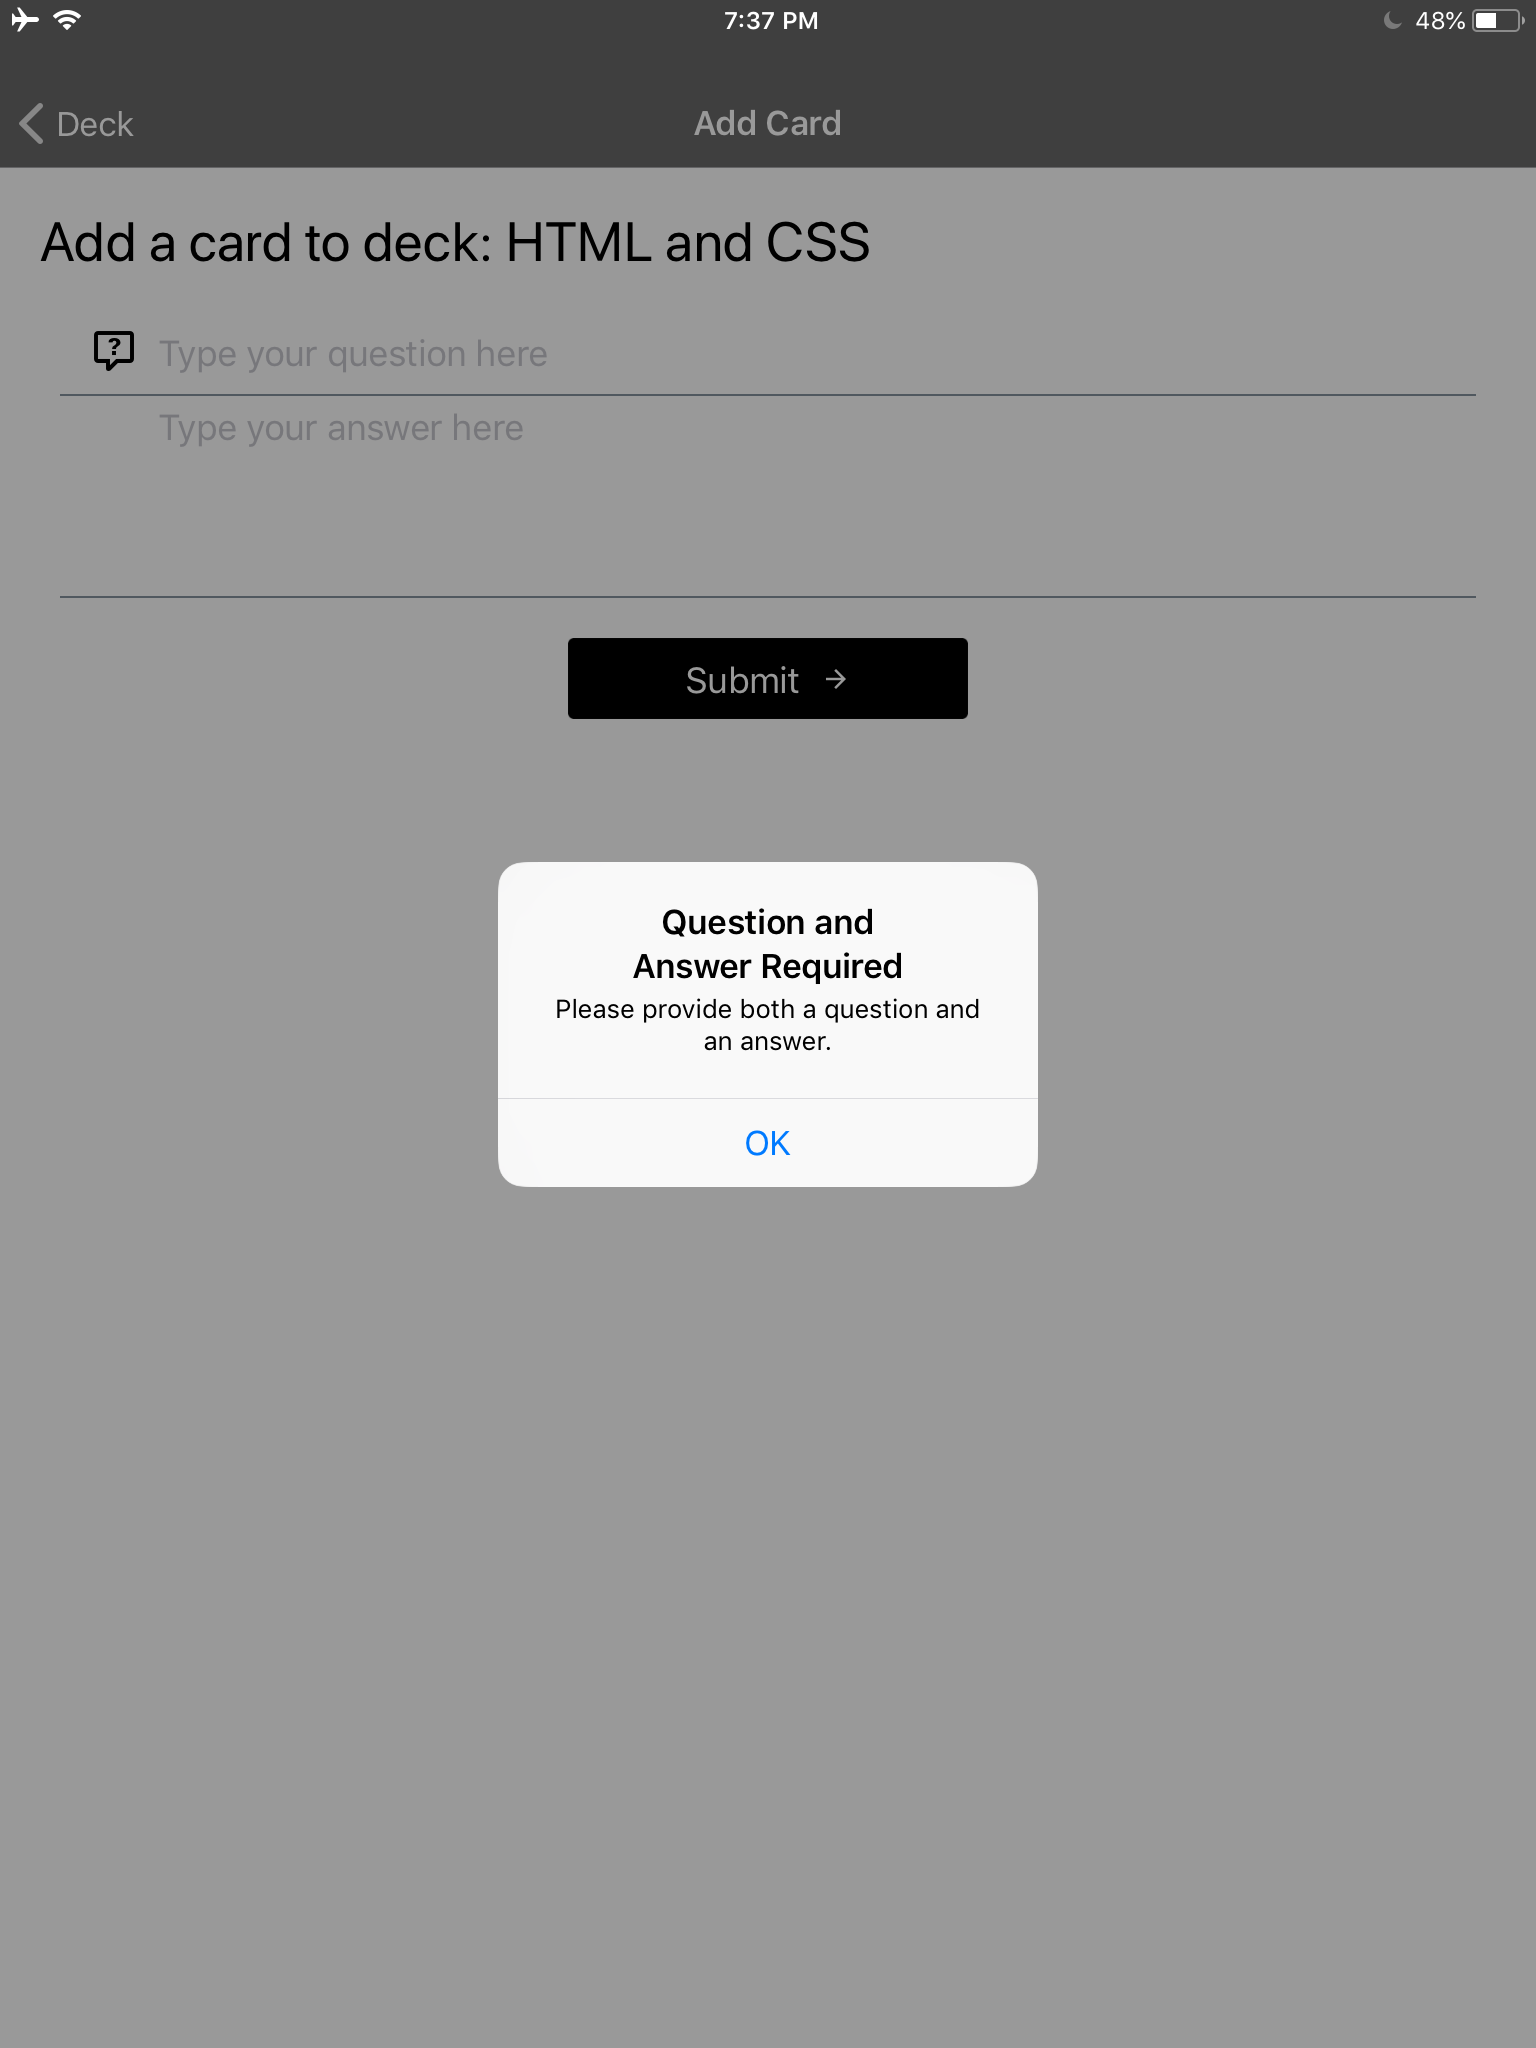 7:37 PM
48%
Deck
Add Card
Add a card to deck: HTML and CSS
Type your question here
Type your answer here
Submit
Question and
Answer Required
Please provide both a question and
an answer.
OK